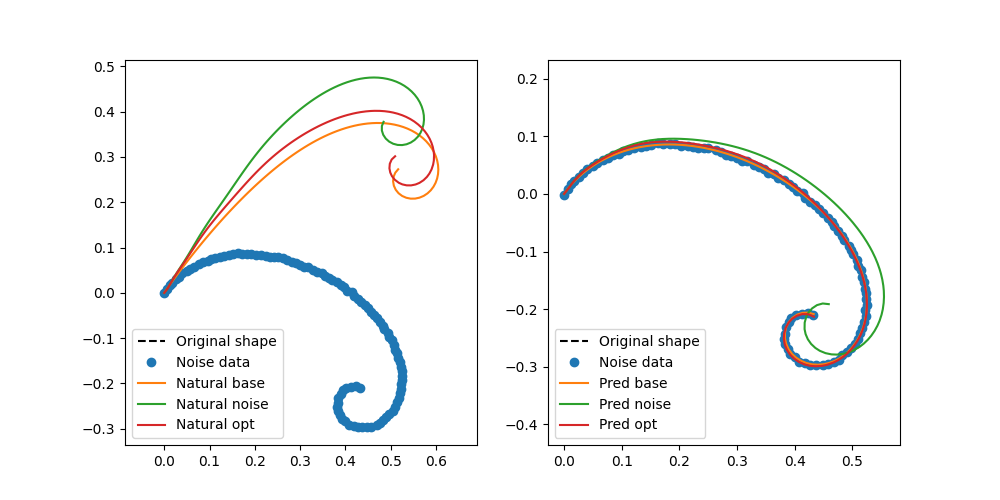 0.5
0.4
0.3
0.2
0.1
0.0
−0.1
−0.2
−0.3
Original shape
Noise data
Natural base
Natural noise
Natural opt
0.0 0.1 0.2 0.3 0.4 0.5 0.6
0.2
0.1
0.0
−0.1
−0.2
−0.3
−0.4
Original shape
Noise data
Pred base
Pred noise
Pred opt
0.0 0.1 0.2 0.3 0.4 0.5